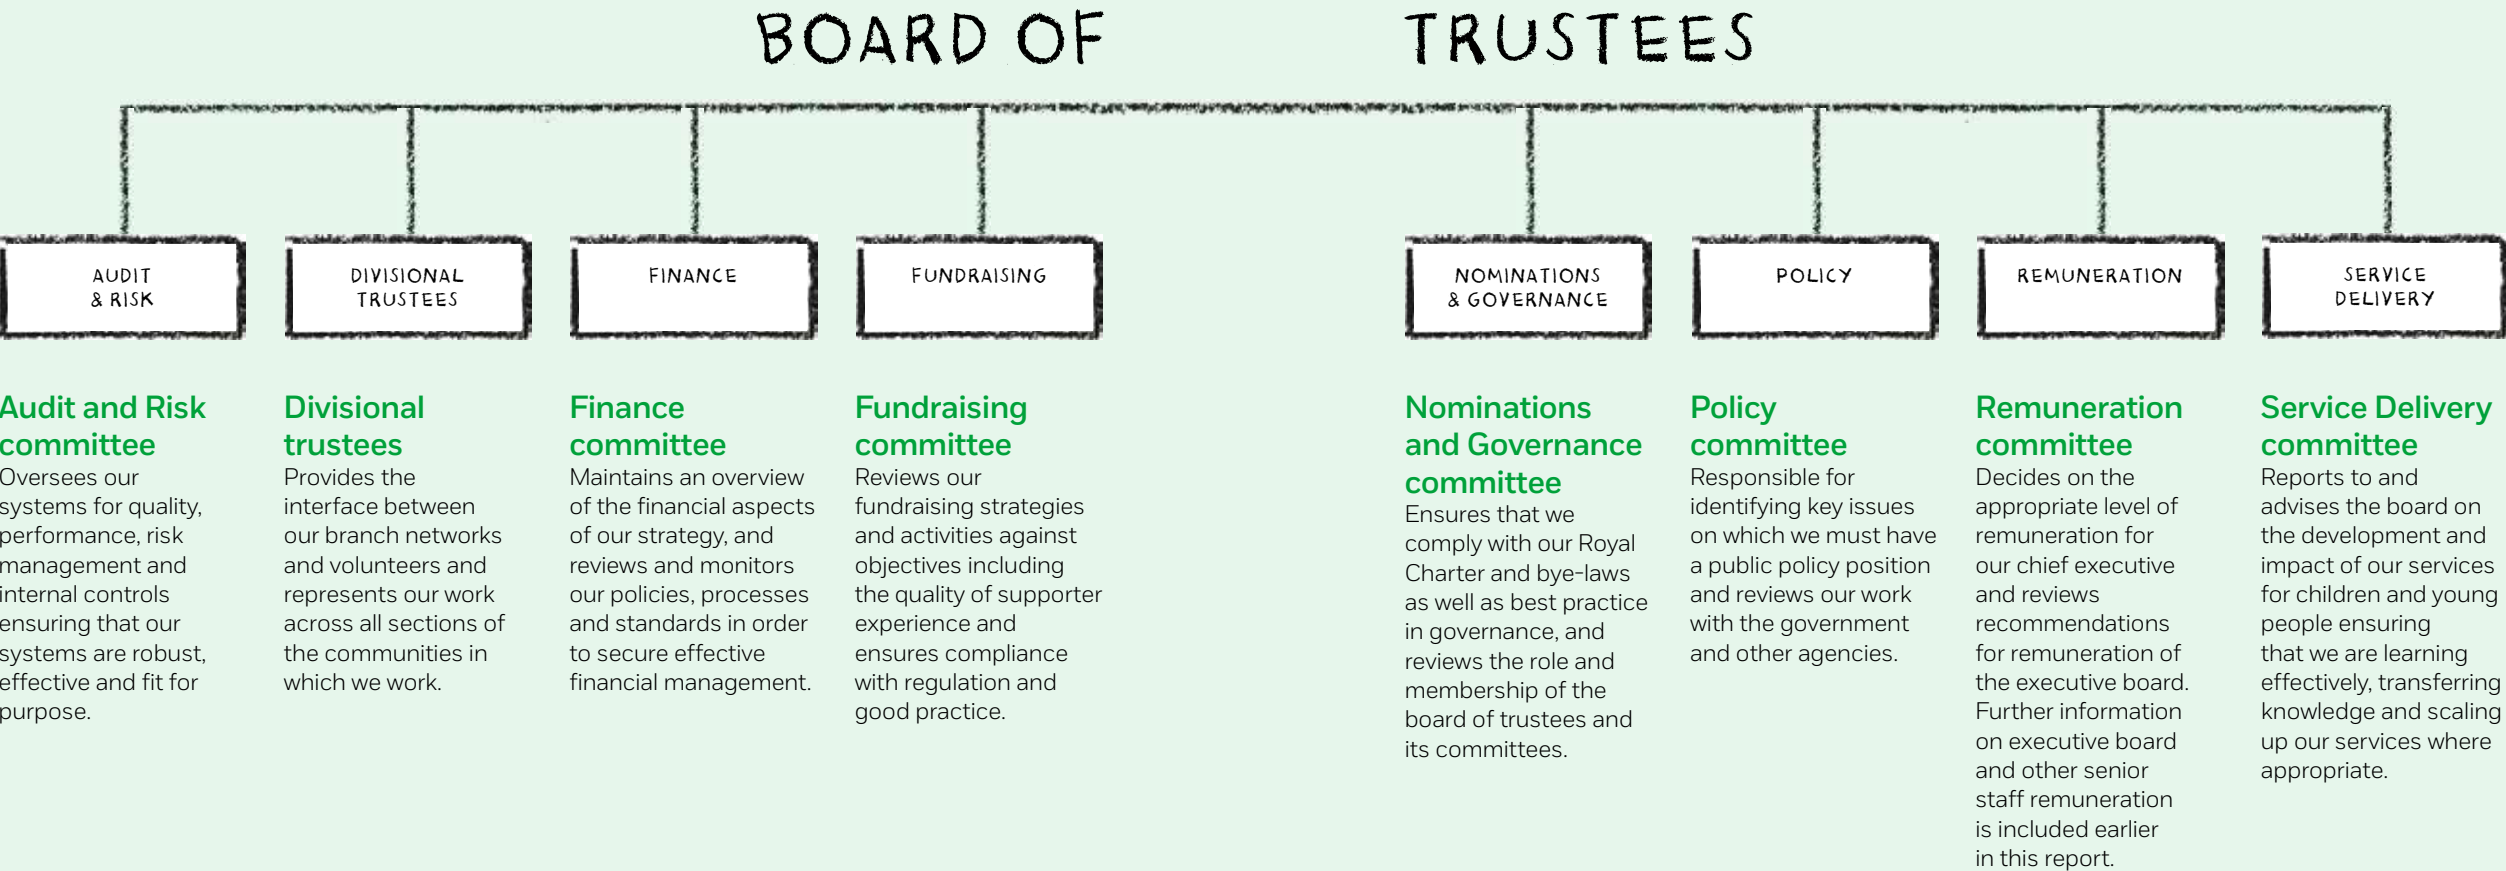 BOARD OF TRUSTEES
AUDIT
& RISK
DIVISIONAL
TRUSTEES
FINANCE
FUNDRAISING
NOMINATIONS
& GOVERNANCE
POLICY
REMUNERATION
SERVICE
DELIVERY
Audit and Risk
committee
Oversees our
systems for quality,
performance, risk
management and
internal controls
ensuring that our
systems are robust,
effective and fit for
purpose.
Divisional
trustees
Provides the
interface between
our branch networks
and volunteers and
represents our work
across all sections of
the communities in
which we work.
Finance
committee
Maintains an overview
of the financial aspects
of our strategy, and
reviews and monitors
our policies, processes
and standards in order
to secure effective
financial management.
Fundraising
committee
Reviews our
fundraising strategies
and activities against
objectives including
the quality of supporter
experience and
ensures compliance
with regulation and
good practice.
Nominations
and Governance
committee
Ensures that we
comply with our Royal
Charter and bye-laws
as well as best practice
in governance, and
reviews the role and
membership of the
board of trustees and
its committees.
Policy
committee
Responsible for
identifying key issues
on which we must have
a public policy position
and reviews our work
with the government
and other agencies.
Remuneration
committee
Decides on the
appropriate level of
remuneration for
our chief executive
and reviews
recommendations
for remuneration of
the executive board.
Further information
on executive board
and other senior
staff remuneration
is included earlier
in this report.
Service Delivery
committee
Reports to and
advises the board on
the development and
impact of our services
for children and young
people ensuring
that we are learning
effectively, transferring
knowledge and scaling
up our services where
appropriate.